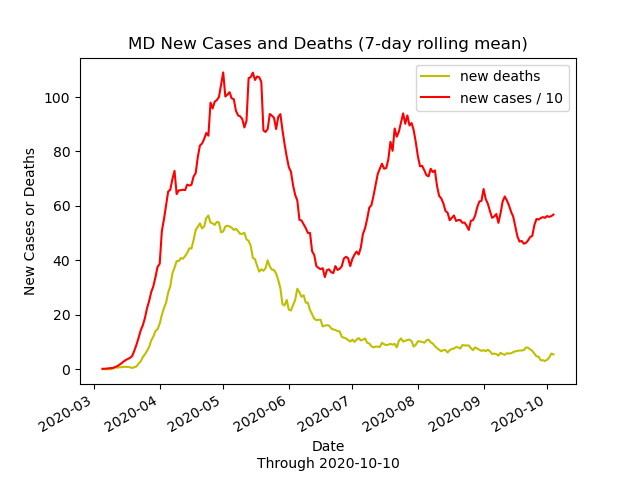 MD New Cases and Deaths (7-day rolling mean)
new deaths
new cases / 10
100
80
60
40
20
0
New Cases or Deaths
2020-03
2020-04
2020-05
2020-06
2020-07
2020-08
2020-09
2020-10
Date
Through 2020-10-10